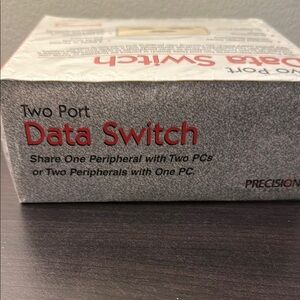 Two Port
Data Switch
Two Port
Data Switch
Share One Peripheral with Two PCs
or Two Peripherals with One PC.
PRECISION